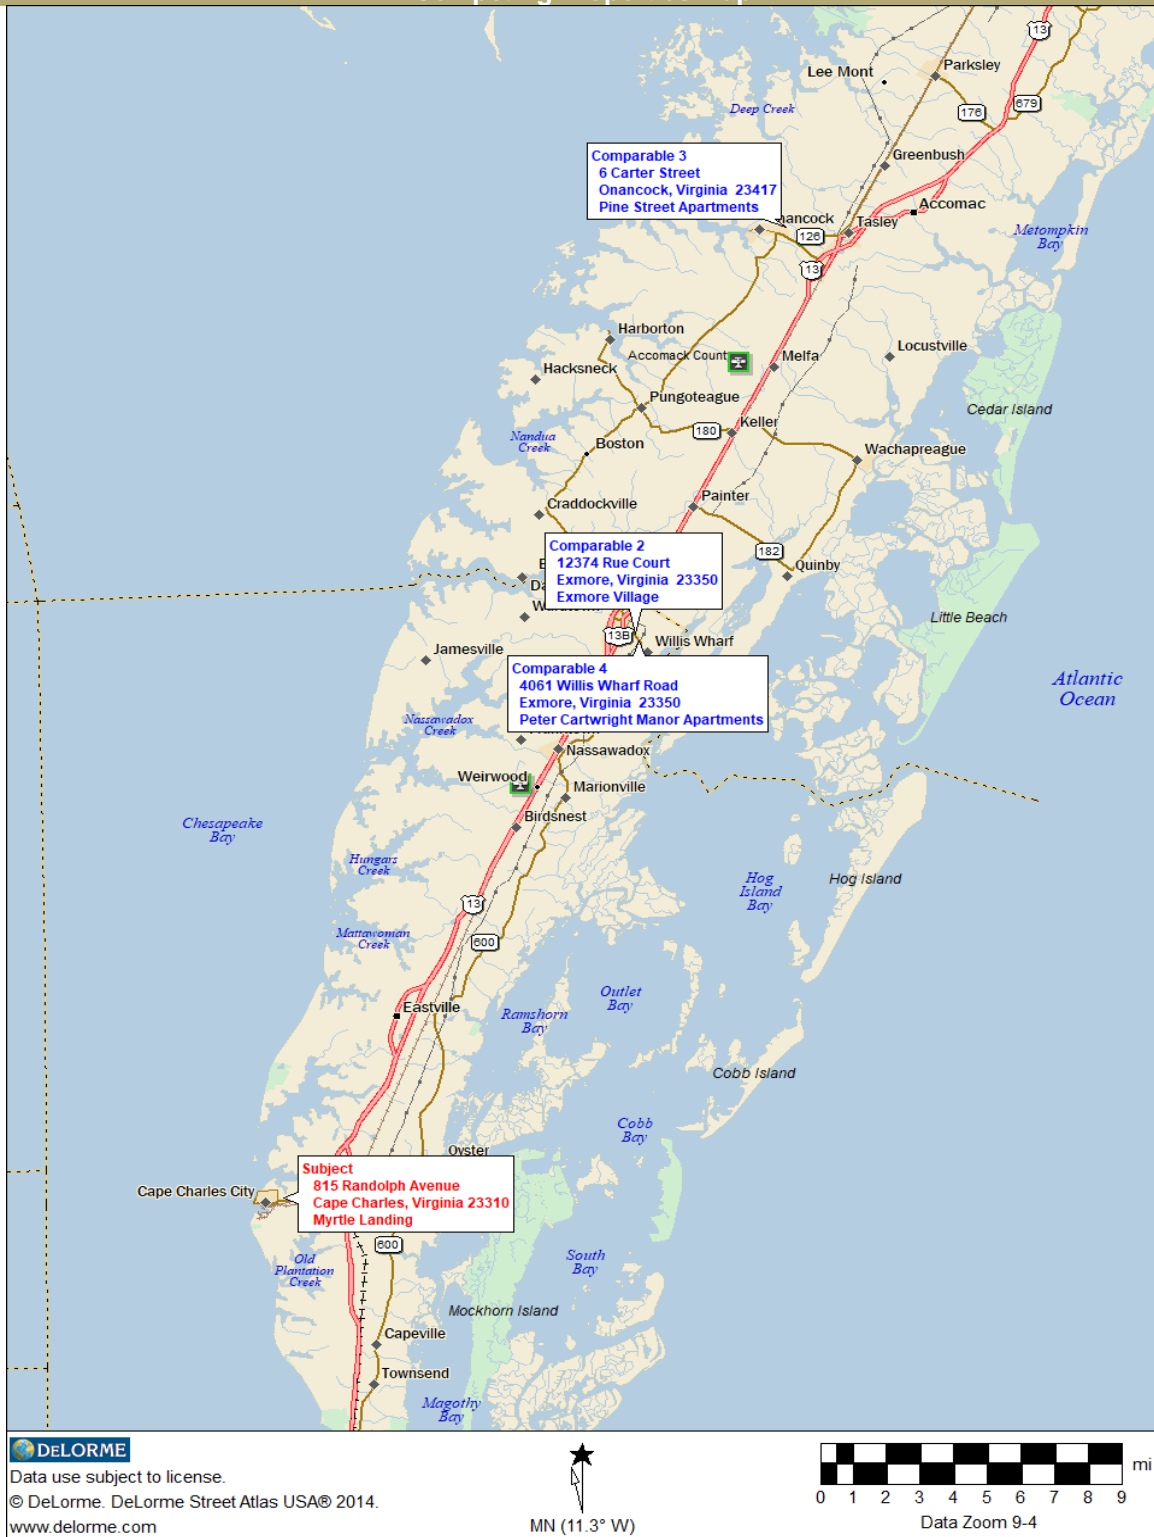 13
Lee Mont
Parksley
Deep Creek
176
679
Comparable 3
6 Carter Street
Onancock, Virginia 23417
Pine Street Apartments
Greenbush
Accomac
126
Tasley
Metompkin
Bay
13
Harborton
Accomack
Melfa
Locustville
Hacksneck
Pungoteague
Cedar Island
Keller
180
Nandua
Creek
Boston
Wachapreague
Painter
Craddockville
Comparable 2
12374 Rue Court
Exmore, Virginia 23350
Exmore Village
182
Quinby
Little Beach
13B
Willis Wharf
Jamesville
Comparable 4
4061 Willis Wharf Road
Exmore, Virginia 23350
Peter Cartwright Manor Apartments
Atlantic
Ocean
Nassawadox
Creek
Nassawadox
Weirwood
Marionville
Birdsnest
Chesapeake
Bay
Hungars
Creek
Hog
Island
Bay
Hog Island
13
Mattawoman
Creek
600
Outlet
Bay
Eastville
Ramshorn
Bay
Cobb Island
Cobb
Bay
Oyster
Subject
815 Randolph Avenue
Cape Charles, Virginia 23310
Myrtle Landing
Cape Charles City
600
Old
Plantation
Creek
South
Bay
Mockhorn Island
Capeville
Townsend
Magothy
Bay
DELORME
Data use subject to license.
© DeLorme. DeLorme Street Atlas USA® 2014.
www.delorme.com
MN (11.3° W)
mi
0 1 2 3 4 5 6 7 8 9
Data Zoom 9-4